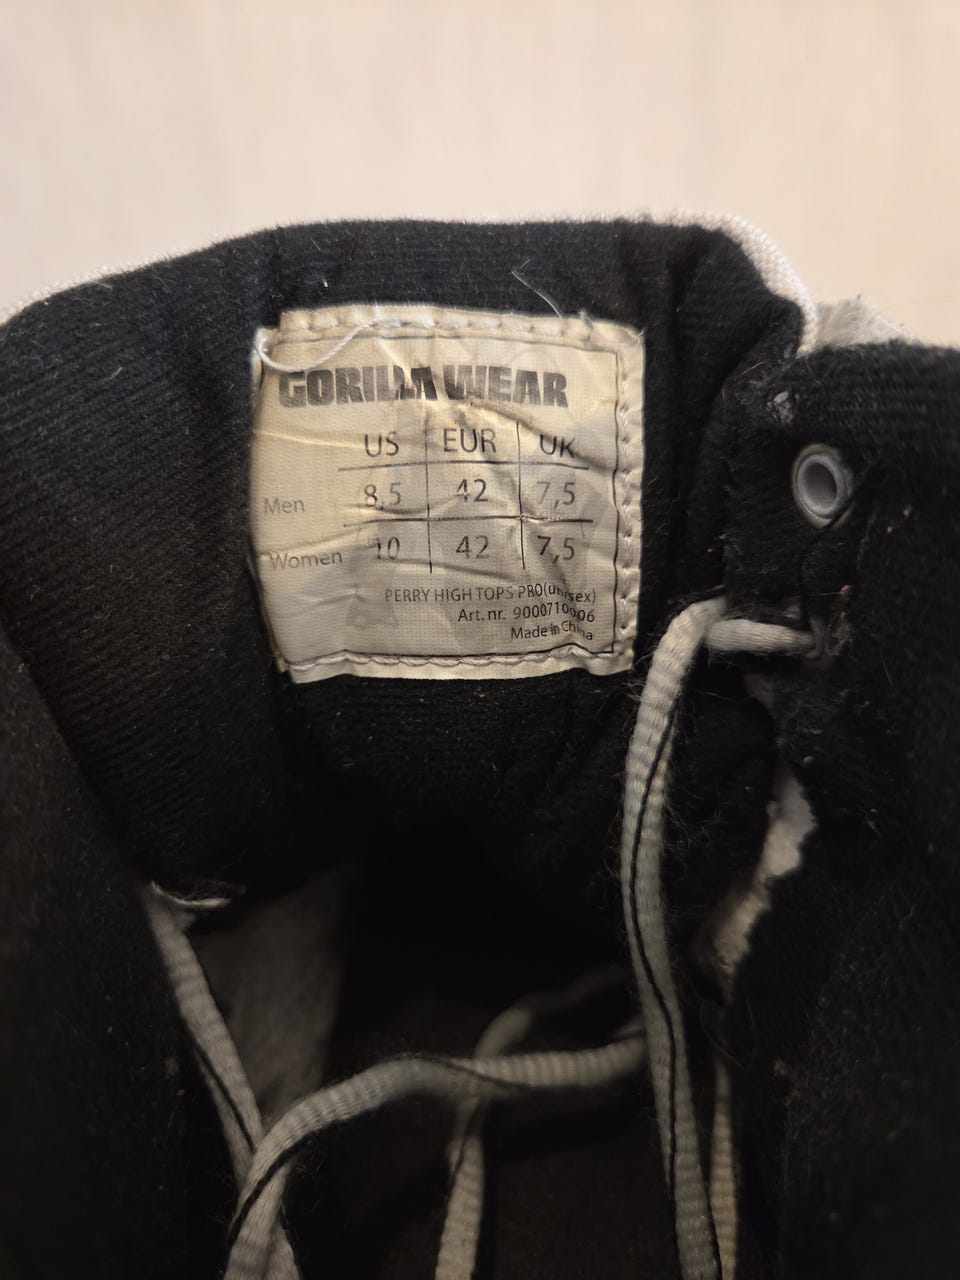 GORILLA WEAR
US EUR UK
Men 8,5 42 7,5
Women 10 42 7,5
PERRY HIGH TOPS PRO(unisex)
Art.nr. 9000710006
Made in China